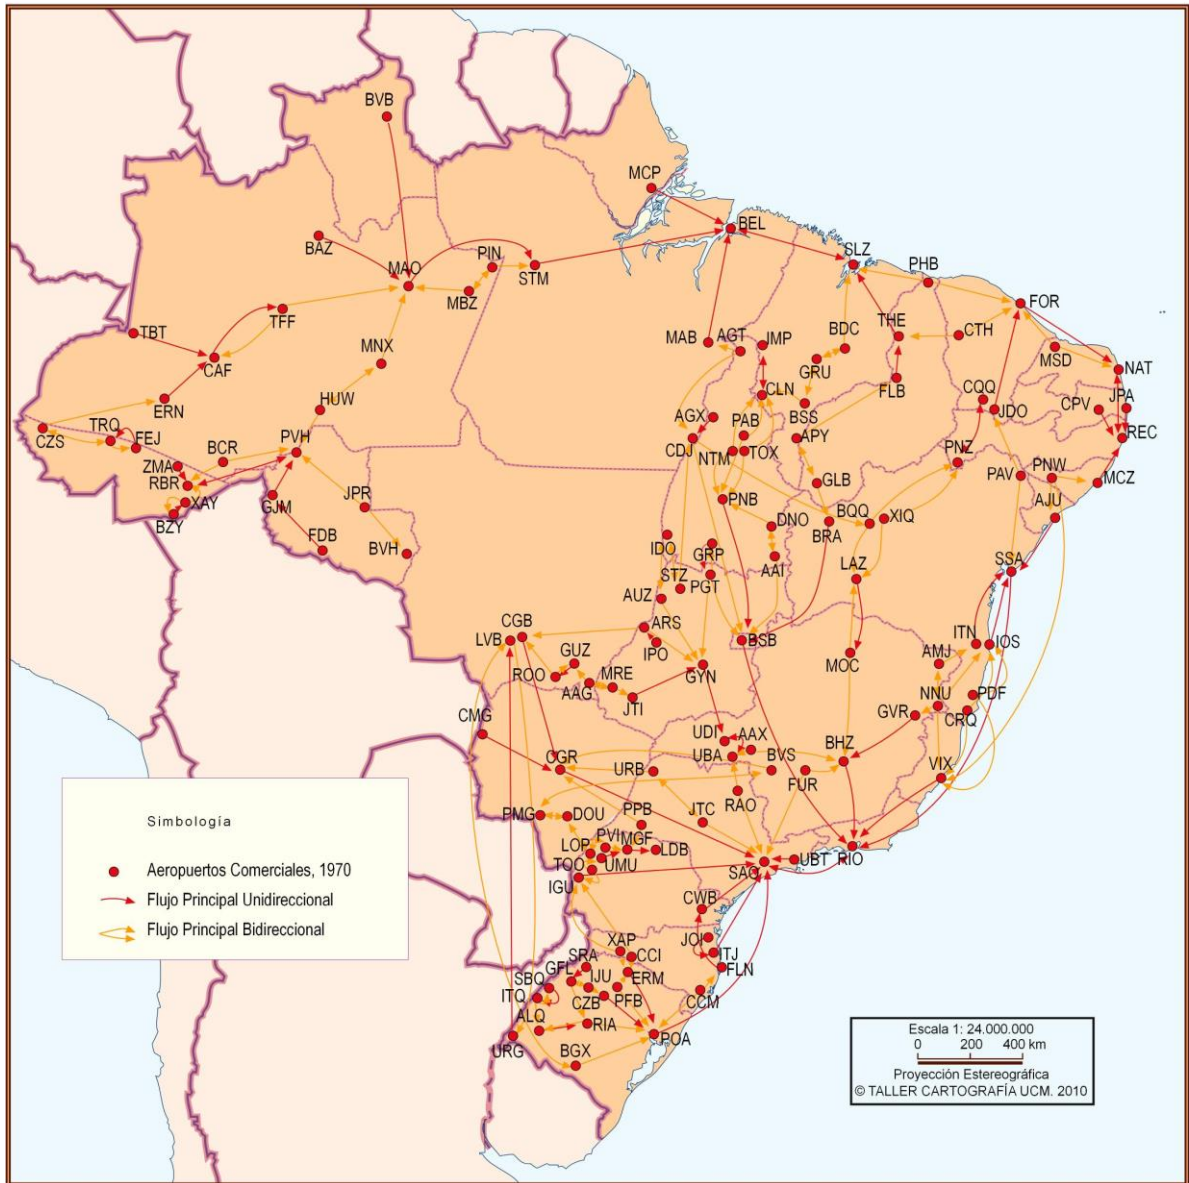 BVB
MCP
BEL
BAZ
MAO
PIN
STM
SLZ
PHB
MBZ
FOR
TFF
TBT
CAF
MNX
MAB
AGT
IMP
BDC
THE
CTH
MSD
GRU
NAT
ERN
HUW
CLN
FLB
CQQ
JDO
CPV
JPA
AGX
PAB
BSS
CZS
TRQ
FEJ
CDJ
NTM
TOX
APY
REC
BCR
PVH
ZMA
RBR
PNZ
PAV
PNW
MCZ
XAY
GJM
JPR
PNB
GLB
BZY
DNO
BQQ
XIQ
AJU
FDB
BVH
IDO
GRP
BRA
AAI
LAZ
SSA
STZ
PGT
AUZ
CGB
LVB
ARS
IPO
BSB
ITN
IOS
GUZ
ROO
MRE
AAG
JTI
GYN
MOC
AMJ
NNU
PDF
GVR
CRQ
CMG
UDI
AAX
UBA
BHZ
CGR
URB
BVS
FUR
VIX
RAO
PMG
DOU
PPB
JTC
PVI
LOP
MGF
LDB
TOO
UMU
IGU
SAO
UBT
RIO
CWB
JOI
ITJ
FLN
XAP
CCI
SRA
GFL
IJU
ERM
SBQ
ITQ
CZB
PFB
CCM
ALQ
RIA
URG
POA
BGX
Simbología
Aeropuertos Comerciales, 1970
Flujo Principal Unidireccional
Flujo Principal Bidireccional
Escala 1: 24.000.000
0 200 400 km
Proyección Estereográfica
© TALLER CARTOGRAFÍA UCM. 2010